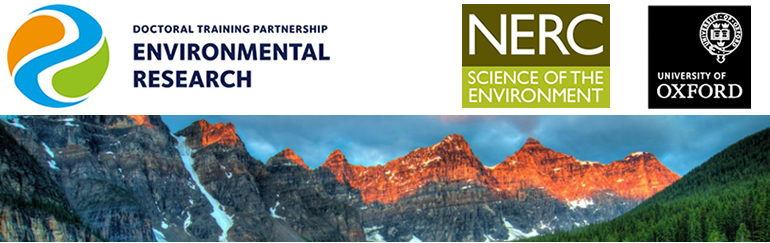 DOCTORAL TRAINING PARTNERSHIP
ENVIRONMENTAL
RESEARCH
NERC
SCIENCE OF THE
ENVIRONMENT
UNIVERSITY OF
OXFORD